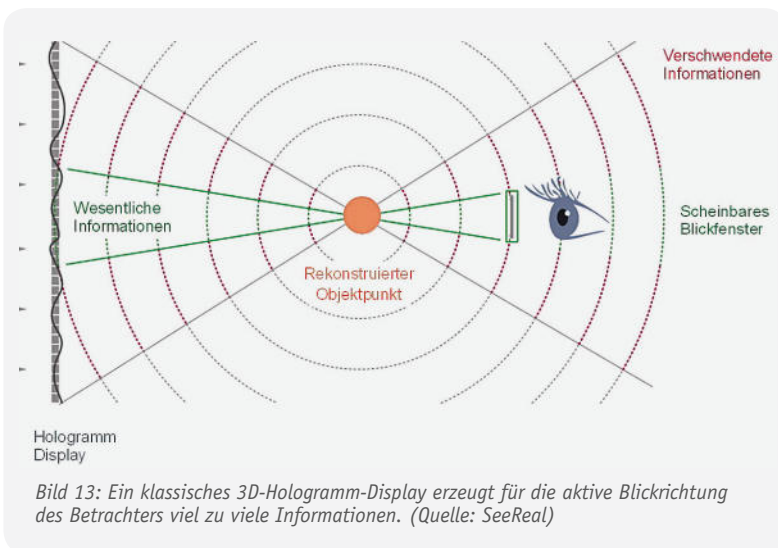 Verschwendete
Informationen
Wesentliche
Informationen
Scheinbares
Blickfenster
Rekonstruierter
Objektpunkt
Hologramm
Display
Bild 13: Ein klassisches 3D-Hologramm-Display erzeugt für die aktive Blickrichtung
des Betrachters viel zu viele Informationen. (Quelle: SeeReal)